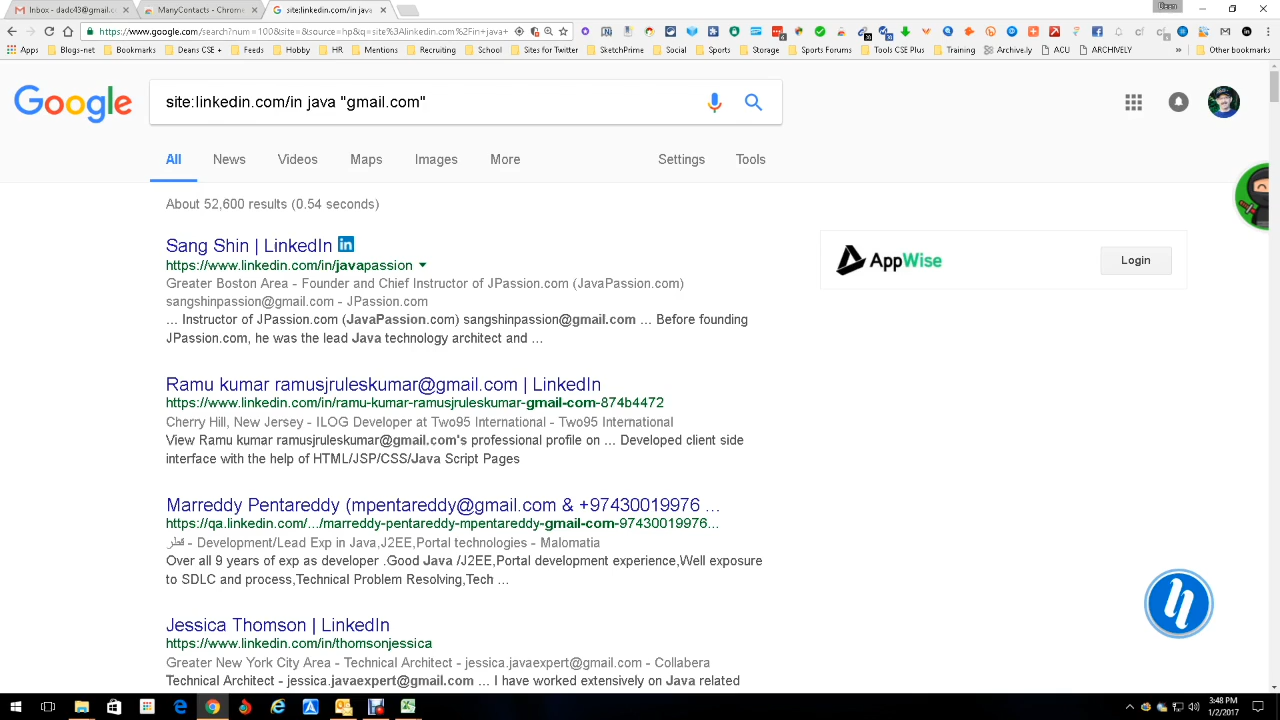 Inbox - dadc43@gmail.c
ManyContacts - Chrom
site:linkedin.com/in java
https://www.google.com/search?num=100&site=&source=hp&q=site%3Alinkedin.com%2Fin+java+
Apps Blog.net Bookmarks Dean's CSE + Feeds Hobby HR Mentions Recruiting School Sites for Twitter SketchPrime Social Sports Storage Sports Forums Tools CSE Plus Training Archive.ly ACU ARCHIVELY » Other bookmarks
Google
site:linkedin.com/in java "gmail.com"
All News Videos Maps Images More Settings Tools
About 52,600 results (0.54 seconds)
Sang Shin | LinkedIn in
https://www.linkedin.com/in/javapassion
Greater Boston Area - Founder and Chief Instructor of JPassion.com (JavaPassion.com)
sangshinpassion@gmail.com - JPassion.com
... Instructor of JPassion.com (JavaPassion.com) sangshinpassion@gmail.com ... Before founding
JPassion.com, he was the lead Java technology architect and ...
AppWise
Login
Ramu kumar ramusjruleskumar@gmail.com | LinkedIn
https://www.linkedin.com/in/ramu-kumar-ramusjruleskumar-gmail-com-874b4472
Cherry Hill, New Jersey - ILOG Developer at Two95 International - Two95 International
View Ramu kumar ramusjruleskumar@gmail.com's professional profile on ... Developed client side
interface with the help of HTML/JSP/CSS/Java Script Pages
Marreddy Pentareddy (mpentareddy@gmail.com & +97430019976 ...
https://qa.linkedin.com/.../marreddy-pentareddy-mpentareddy-gmail-com-97430019976...
قطر - Development/Lead Exp in Java,J2EE,Portal technologies - Malomatia
Over all 9 years of exp as developer .Good Java /J2EE,Portal development experience,Well exposure
to SDLC and process,Technical Problem Resolving,Tech ...
Jessica Thomson | LinkedIn
https://www.linkedin.com/in/thomsonjessica
Greater New York City Area - Technical Architect - jessica.javaexpert@gmail.com - Collabera
Technical Architect - jessica.javaexpert@gmail.com ... I have worked extensively on Java related
3:48 PM
1/2/2017